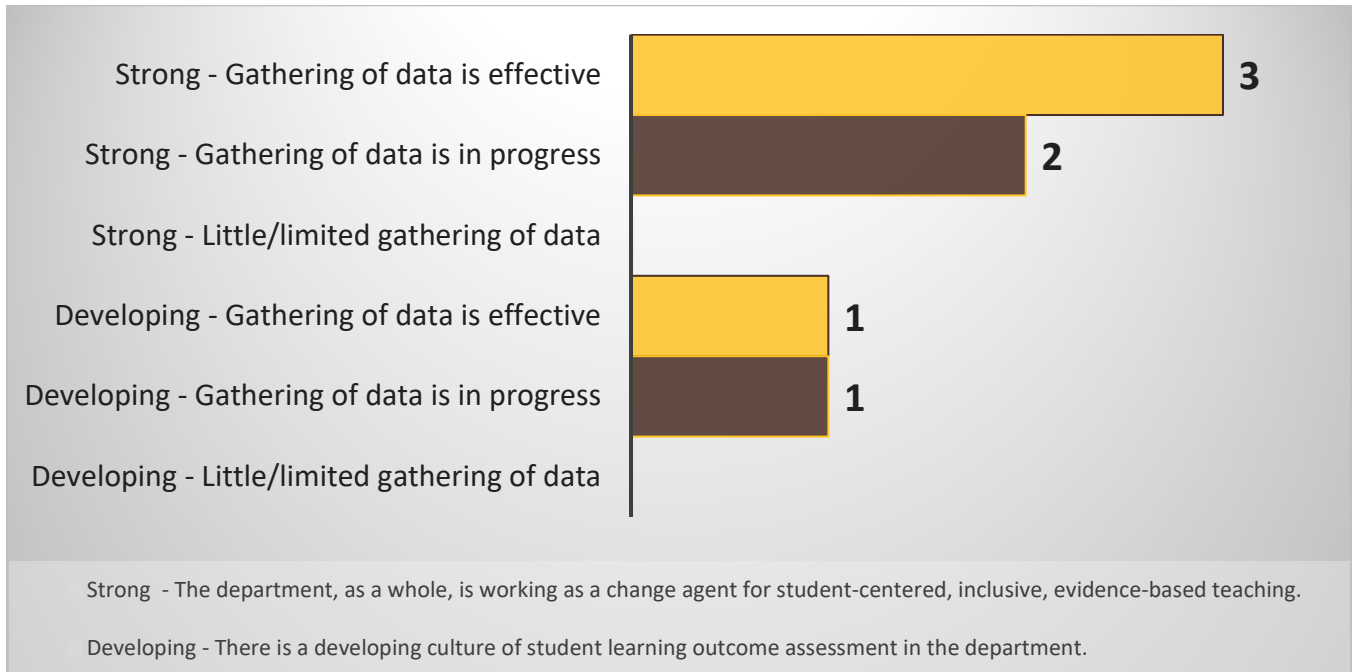 Strong - Gathering of data is effective
3
Strong - Gathering of data is in progress
2
Strong - Little/limited gathering of data
Developing - Gathering of data is effective
1
Developing - Gathering of data is in progress
1
Developing - Little/limited gathering of data
Strong - The department, as a whole, is working as a change agent for student-centered, inclusive, evidence-based teaching.
Developing - There is a developing culture of student learning outcome assessment in the department.